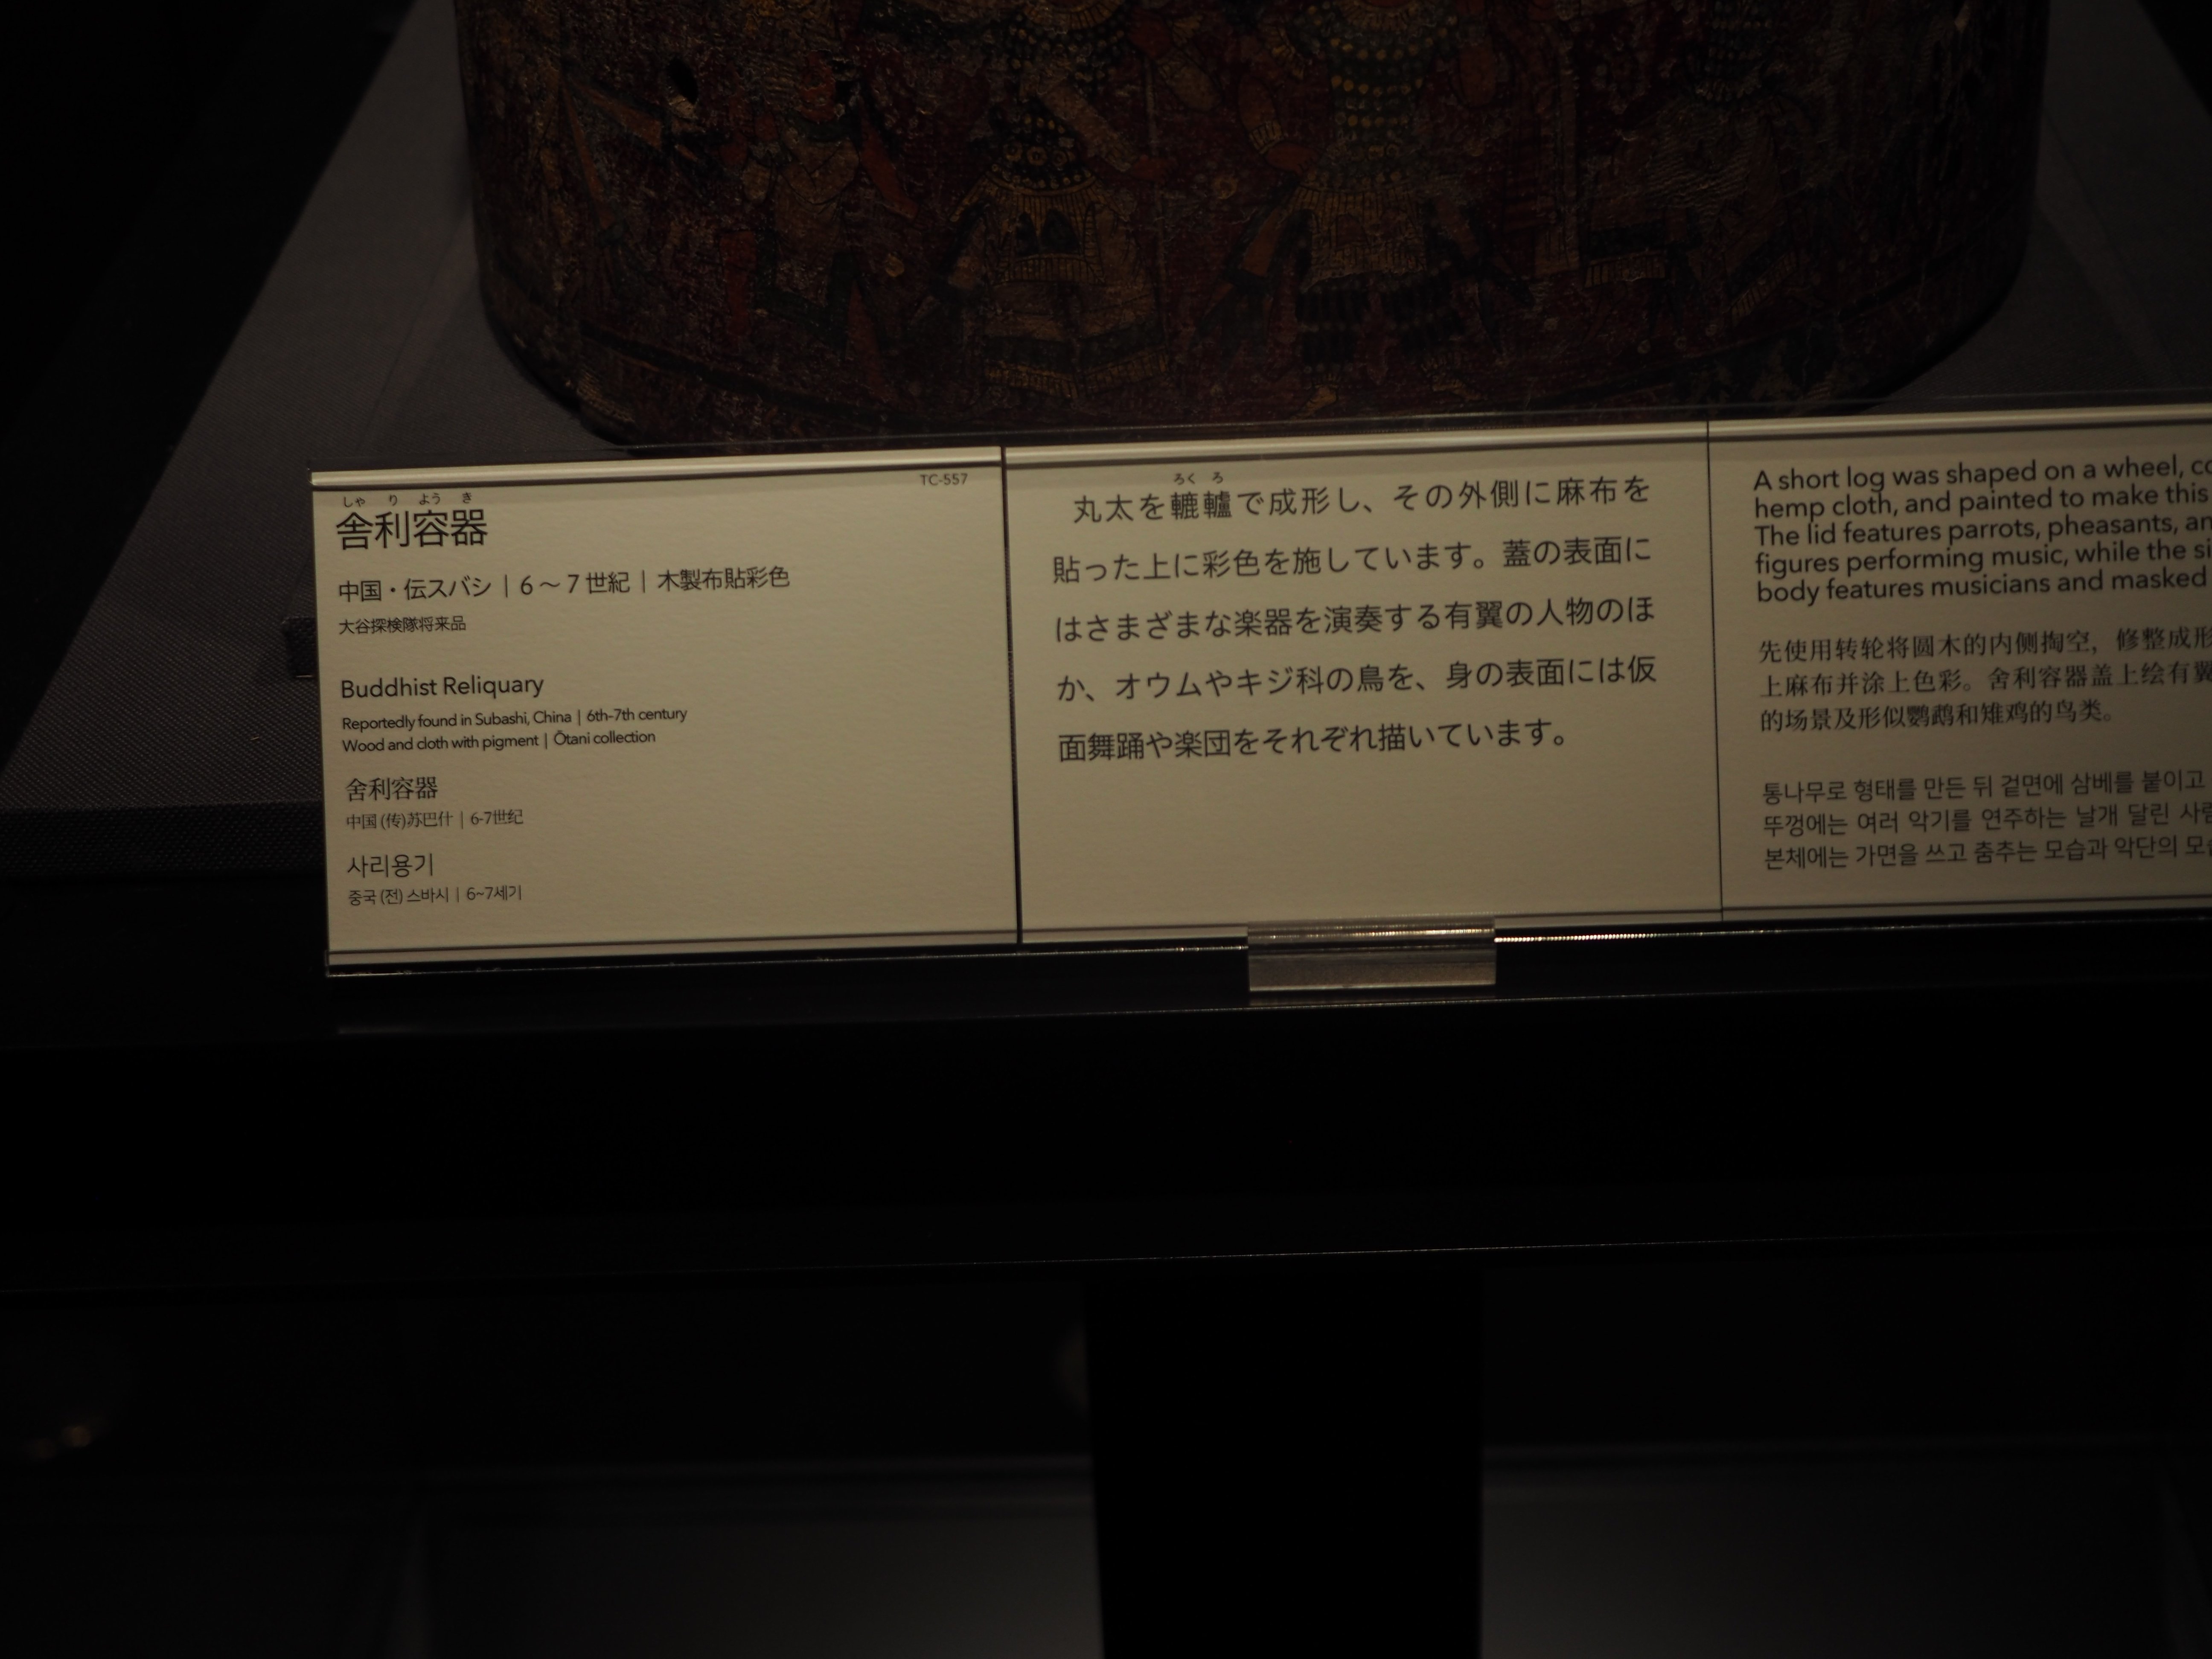 TC-557
しゃ り よう き
舎利容器
中国・伝スバシ｜6～7世紀｜木製布貼彩色
大谷探検隊将来品
Buddhist Reliquary
Reportedly found in Subashi, China | 6th-7th century
Wood and cloth with pigment | Ōtani collection
舍利容器
中国(传)苏巴什｜6-7世纪
사리용기
중국(전) 스바시｜6~7세기
ろく ろ
丸太を轆轤で成形し、その外側に麻布を
貼った上に彩色を施しています。蓋の表面に
はさまざまな楽器を演奏する有翼の人物のほ
か、オウムやキジ科の鳥を、身の表面には仮
面舞踊や楽団をそれぞれ描いています。
A short log was shaped on a wheel,
hemp cloth, and painted to make this
The lid features parrots, pheasants,
figures performing music, while the
body features musicians and masked
先使用转轮将圆木的内侧掏空，修整成形
上麻布并涂上色彩。舍利容器盖上绘有翼
的场景及形似鹦鹉和雉鸡的鸟类。
통나무로 형태를 만든 뒤 겉면에 삼베를 붙이고
뚜껑에는 여러 악기를 연주하는 날개 달린
본체에는 가면을 쓰고 춤추는 모습과 악단의